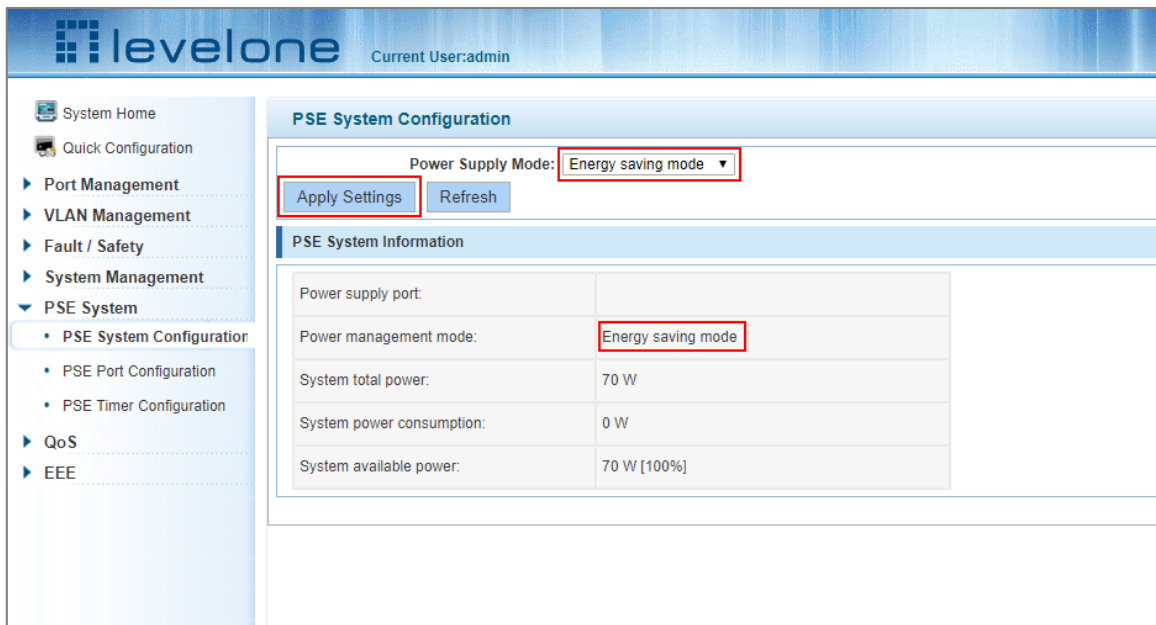 levelone Current User:admin
System Home
Quick Configuration
Port Management
VLAN Management
Fault / Safety
System Management
PSE System
PSE System Configuration
PSE Port Configuration
PSE Timer Configuration
QoS
EEE
PSE System Configuration
Power Supply Mode: Energy saving mode
Apply Settings Refresh
PSE System Information
Power supply port:
Power management mode: Energy saving mode
System total power: 70 W
System power consumption: 0 W
System available power: 70 W [100%]